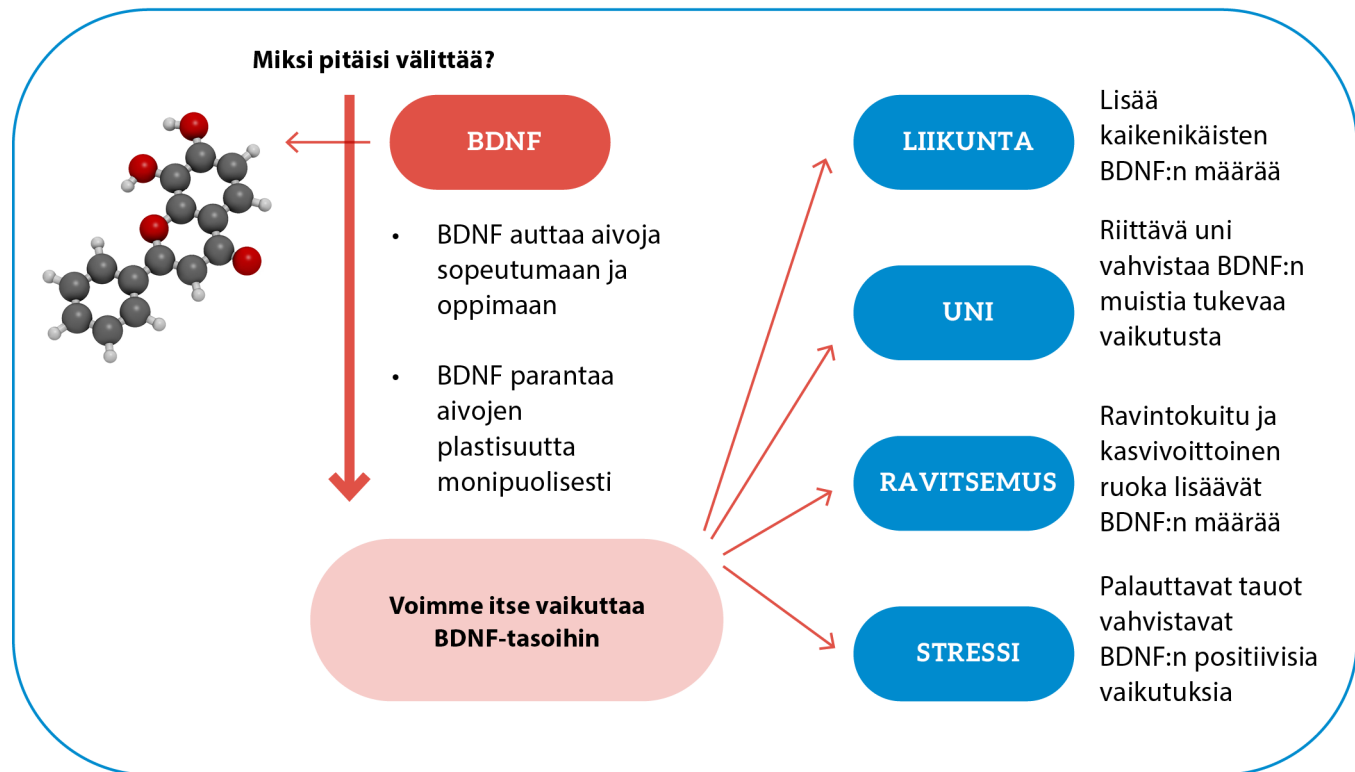 Miksi pitäisi välittää?
BDNF
• BDNF auttaa aivoja
sopeutumaan ja
oppimaan
• BDNF parantaa
aivojen
plastisuutta
monipuolisesti
Voimme itse vaikuttaa
BDNF-tasoihin
LIIKUNTA
Lisää
kaikenikäisten
BDNF:n määrää
UNI
Riittävä uni
vahvistaa BDNF:n
muistia tukevaa
vaikutusta
RAVITSEMUS
Ravintokuitu ja
kasvivoittoinen
ruoka lisäävät
BDNF:n määrää
STRESSI
Palauttavat tauot
vahvistavat
BDNF:n positiivisia
vaikutuksia